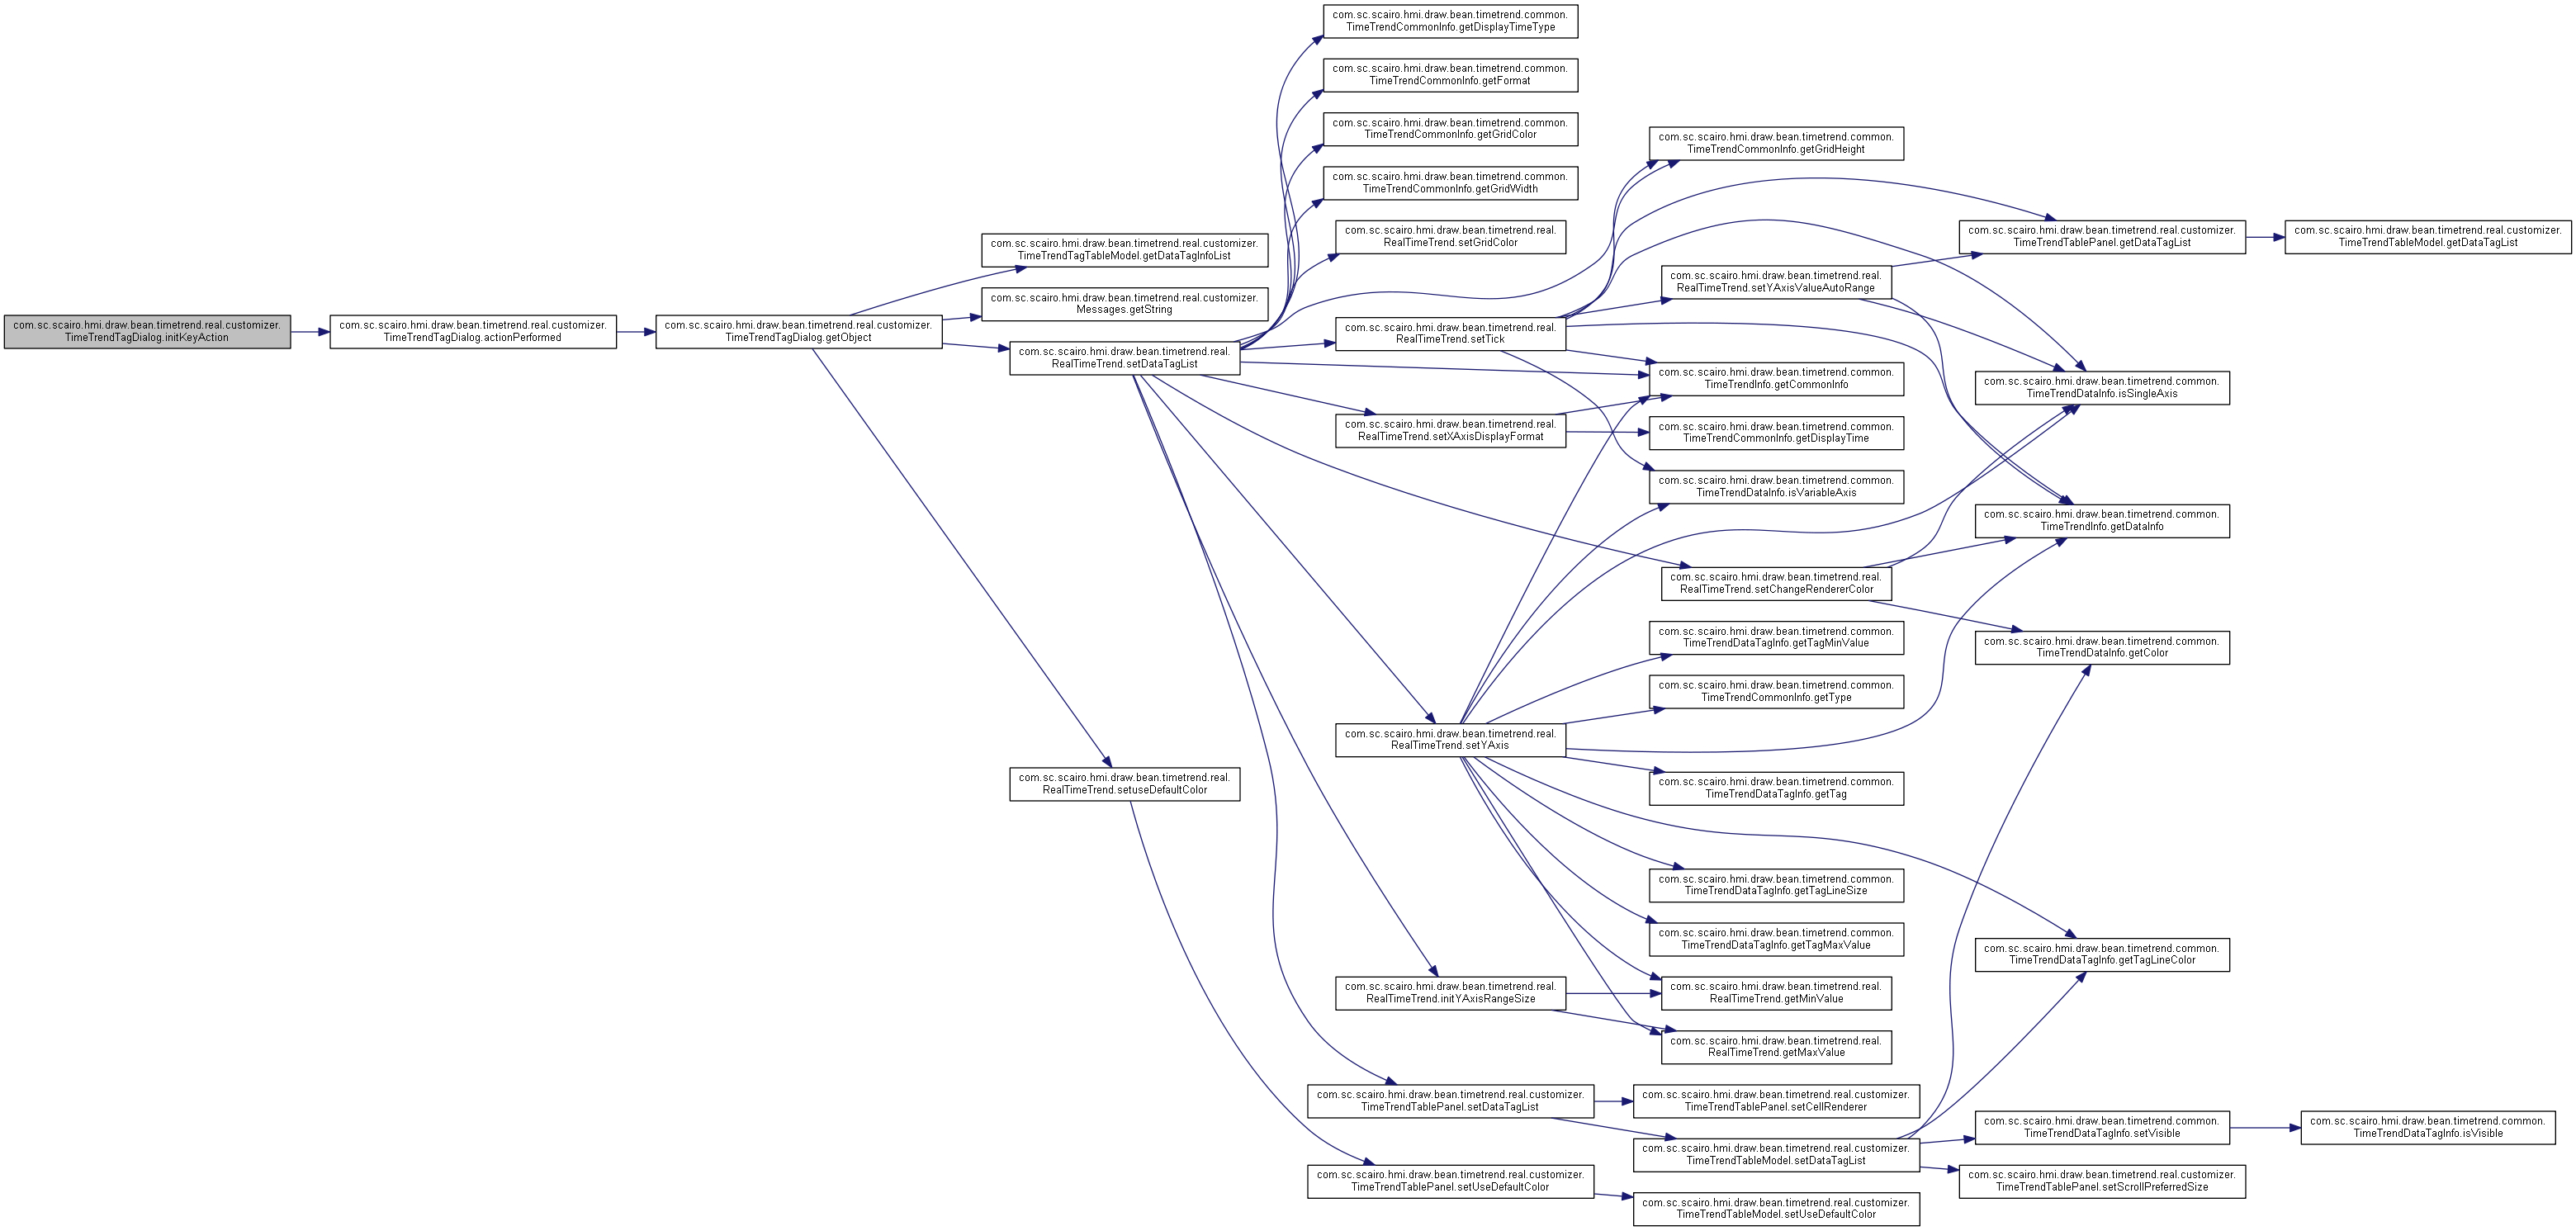 com.sc.scairo.hmi.draw.bean.timetrend.real.customizer.
TimeTrendTagDialog.initKeyAction
com.sc.scairo.hmi.draw.bean.timetrend.real.customizer.
TimeTrendTagDialog.actionPerformed
com.sc.scairo.hmi.draw.bean.timetrend.real.customizer.
TimeTrendTagDialog.getObject
com.sc.scairo.hmi.draw.bean.timetrend.real.customizer.
TimeTrendTagTableModel.getDataTagInfoList
com.sc.scairo.hmi.draw.bean.timetrend.real.customizer.
Messages.getString
com.sc.scairo.hmi.draw.bean.timetrend.real.
RealTimeTrend.setDataTagList
com.sc.scairo.hmi.draw.bean.timetrend.real.
RealTimeTrend.setuseDefaultColor
com.sc.scairo.hmi.draw.bean.timetrend.common.
TimeTrendCommonInfo.getDisplayTimeType
com.sc.scairo.hmi.draw.bean.timetrend.common.
TimeTrendCommonInfo.getFormat
com.sc.scairo.hmi.draw.bean.timetrend.common.
TimeTrendCommonInfo.getGridColor
com.sc.scairo.hmi.draw.bean.timetrend.common.
TimeTrendCommonInfo.getGridWidth
com.sc.scairo.hmi.draw.bean.timetrend.real.
RealTimeTrend.setGridColor
com.sc.scairo.hmi.draw.bean.timetrend.real.
RealTimeTrend.setTick
com.sc.scairo.hmi.draw.bean.timetrend.real.
RealTimeTrend.setXAxisDisplayFormat
com.sc.scairo.hmi.draw.bean.timetrend.real.
RealTimeTrend.setYAxis
com.sc.scairo.hmi.draw.bean.timetrend.real.
RealTimeTrend.initYAxisRangeSize
com.sc.scairo.hmi.draw.bean.timetrend.real.customizer.
TimeTrendTablePanel.setDataTagList
com.sc.scairo.hmi.draw.bean.timetrend.real.customizer.
TimeTrendTablePanel.setUseDefaultColor
com.sc.scairo.hmi.draw.bean.timetrend.common.
TimeTrendCommonInfo.getGridHeight
com.sc.scairo.hmi.draw.bean.timetrend.real.
RealTimeTrend.setYAxisValueAutoRange
com.sc.scairo.hmi.draw.bean.timetrend.common.
TimeTrendInfo.getCommonInfo
com.sc.scairo.hmi.draw.bean.timetrend.common.
TimeTrendCommonInfo.getDisplayTime
com.sc.scairo.hmi.draw.bean.timetrend.common.
TimeTrendDataInfo.isVariableAxis
com.sc.scairo.hmi.draw.bean.timetrend.real.
RealTimeTrend.setChangeRendererColor
com.sc.scairo.hmi.draw.bean.timetrend.common.
TimeTrendDataTagInfo.getTagMinValue
com.sc.scairo.hmi.draw.bean.timetrend.common.
TimeTrendCommonInfo.getType
com.sc.scairo.hmi.draw.bean.timetrend.common.
TimeTrendDataTagInfo.getTag
com.sc.scairo.hmi.draw.bean.timetrend.common.
TimeTrendDataTagInfo.getTagLineSize
com.sc.scairo.hmi.draw.bean.timetrend.common.
TimeTrendDataTagInfo.getTagMaxValue
com.sc.scairo.hmi.draw.bean.timetrend.real.
RealTimeTrend.getMinValue
com.sc.scairo.hmi.draw.bean.timetrend.real.
RealTimeTrend.getMaxValue
com.sc.scairo.hmi.draw.bean.timetrend.real.customizer.
TimeTrendTablePanel.setCellRenderer
com.sc.scairo.hmi.draw.bean.timetrend.real.customizer.
TimeTrendTableModel.setDataTagList
com.sc.scairo.hmi.draw.bean.timetrend.real.customizer.
TimeTrendTableModel.setUseDefaultColor
com.sc.scairo.hmi.draw.bean.timetrend.real.customizer.
TimeTrendTablePanel.getDataTagList
com.sc.scairo.hmi.draw.bean.timetrend.common.
TimeTrendDataInfo.isSingleAxis
com.sc.scairo.hmi.draw.bean.timetrend.common.
TimeTrendInfo.getDataInfo
com.sc.scairo.hmi.draw.bean.timetrend.common.
TimeTrendDataInfo.getColor
com.sc.scairo.hmi.draw.bean.timetrend.common.
TimeTrendDataTagInfo.getTagLineColor
com.sc.scairo.hmi.draw.bean.timetrend.common.
TimeTrendDataTagInfo.setVisible
com.sc.scairo.hmi.draw.bean.timetrend.real.customizer.
TimeTrendTablePanel.setScrollPreferredSize
com.sc.scairo.hmi.draw.bean.timetrend.real.customizer.
TimeTrendTableModel.getDataTagList
com.sc.scairo.hmi.draw.bean.timetrend.common.
TimeTrendDataTagInfo.isVisible